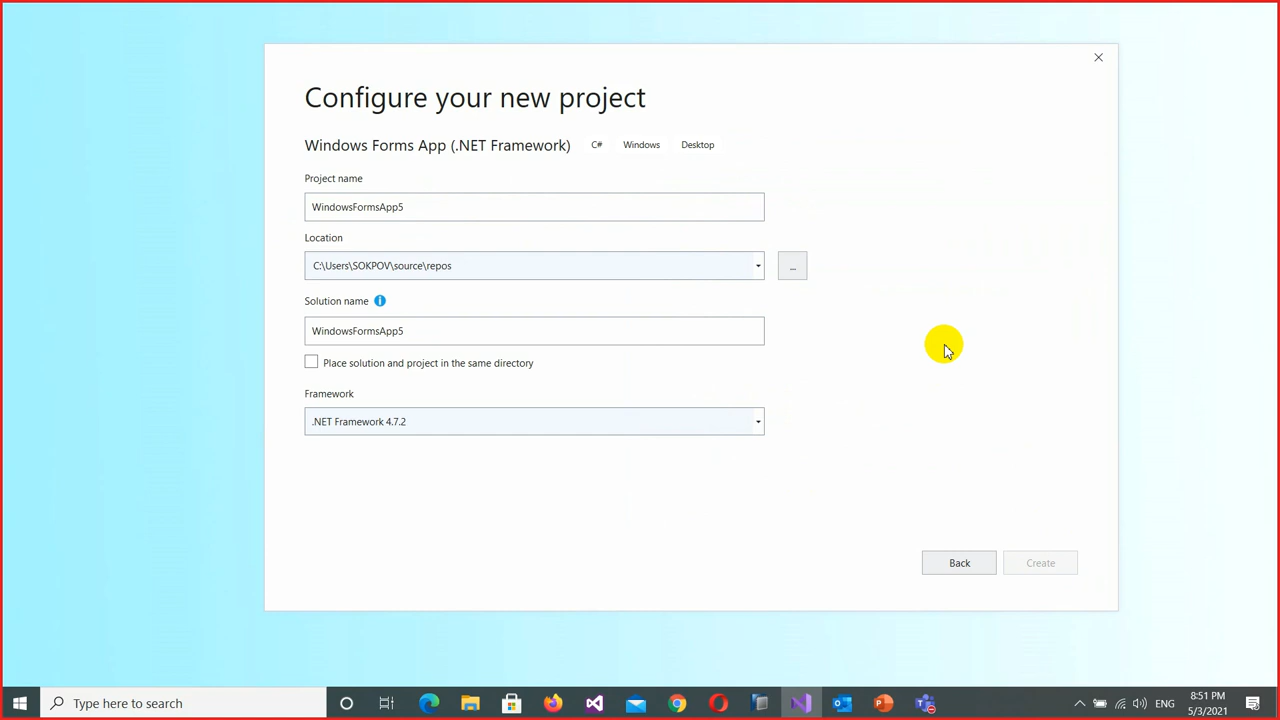 Configure your new project
Windows Forms App (.NET Framework) C# Windows Desktop
Project name
WindowsFormsApp5
Location
C:\Users\SOKPOV\source\repos
...
Solution name
WindowsFormsApp5
Place solution and project in the same directory
Framework
.NET Framework 4.7.2
Back Create
Type here to search
ENG
8:51 PM
5/3/2021